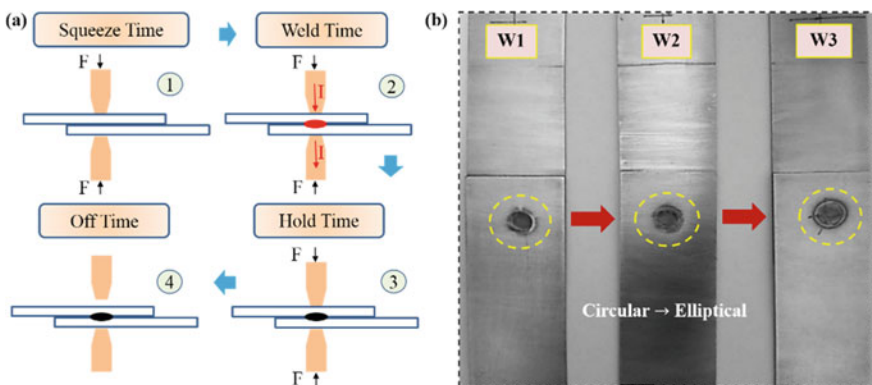 (a)
Squeeze Time
Weld Time
F
1
F
F
2
I
I
F
Off Time
Hold Time
4
F
3
F
(b)
W1
W2
W3
Circular → Elliptical